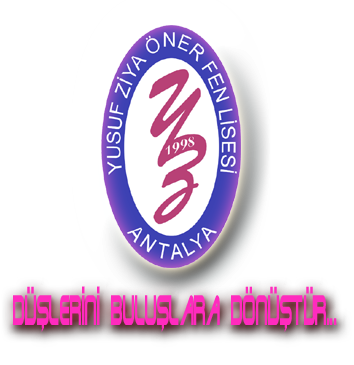 YUSUF ZİYA ÖNER FEN LİSESİ
YZ
1998
ANTALYA
DÜŞLERİNİ BULUŞLARA DÖNÜŞTÜR...